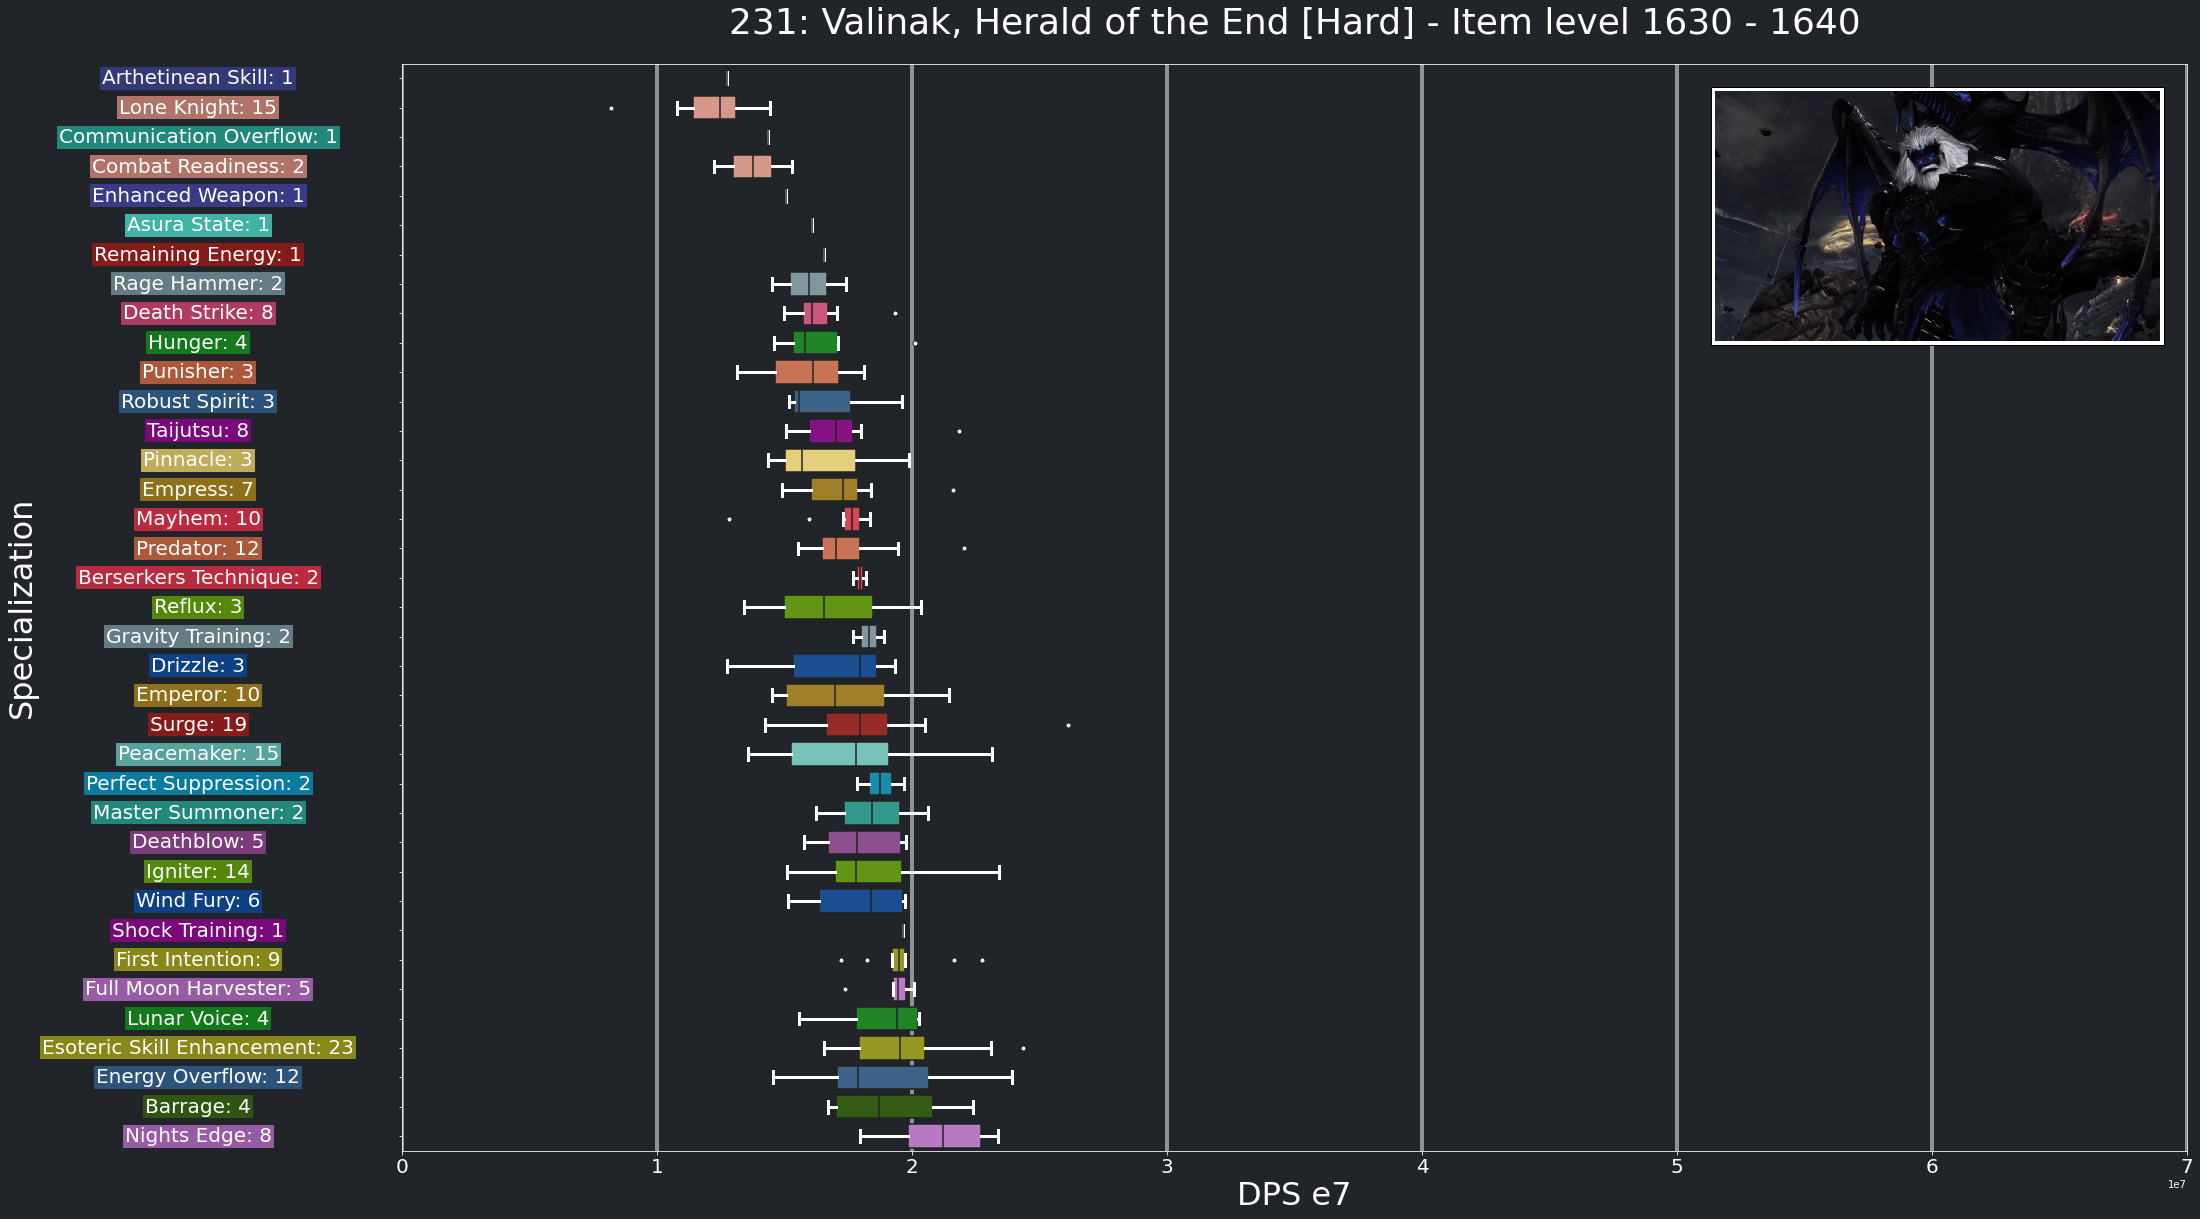 231: Valinak, Herald of the End [Hard] - Item level 1630 - 1640
Arthetinean Skill: 1
Lone Knight: 15
Communication Overflow: 1
Combat Readiness: 2
Enhanced Weapon: 1
Asura State: 1
Remaining Energy: 1
Rage Hammer: 2
Death Strike: 8
Hunger: 4
Punisher: 3
Robust Spirit: 3
Taijutsu: 8
Pinnacle: 3
Empress: 7
Mayhem: 10
Predator: 12
Berserkers Technique: 2
Reflux: 3
Gravity Training: 2
Drizzle: 3
Emperor: 10
Surge: 19
Peacemaker: 15
Perfect Suppression: 2
Master Summoner: 2
Deathblow: 5
Igniter: 14
Wind Fury: 6
Shock Training: 1
First Intention: 9
Full Moon Harvester: 5
Lunar Voice: 4
Esoteric Skill Enhancement: 23
Energy Overflow: 12
Barrage: 4
Nights Edge: 8
Specialization
0 1 2 3 4 5 6 7
1e7
DPS e7